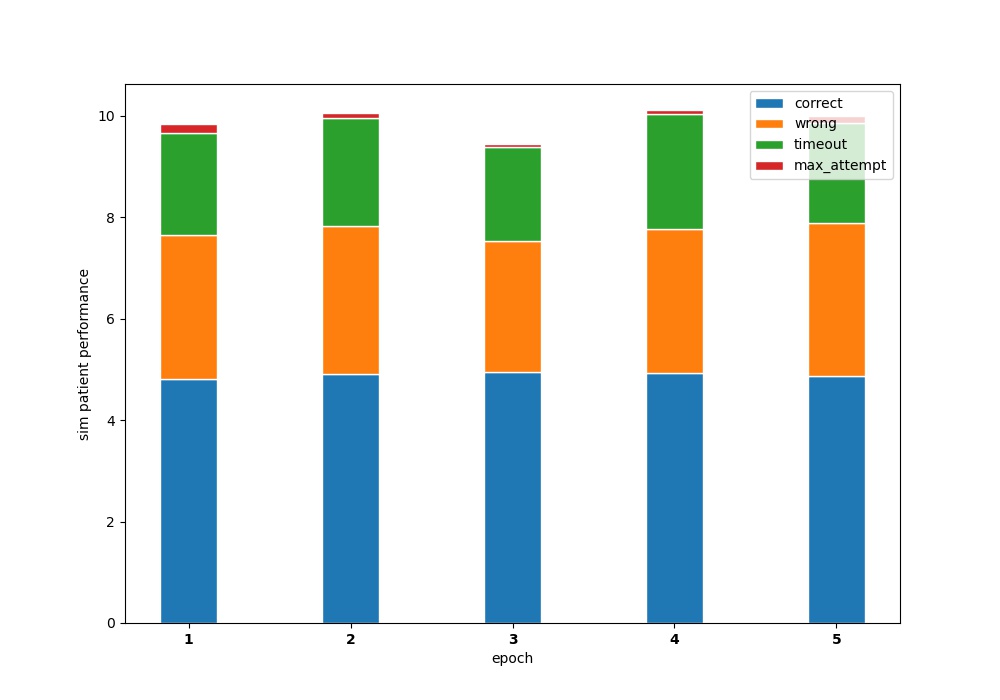 correct
wrong
timeout
max_attempt
10
8
6
4
2
0
sim patient performance
1 2 3 4 5
epoch